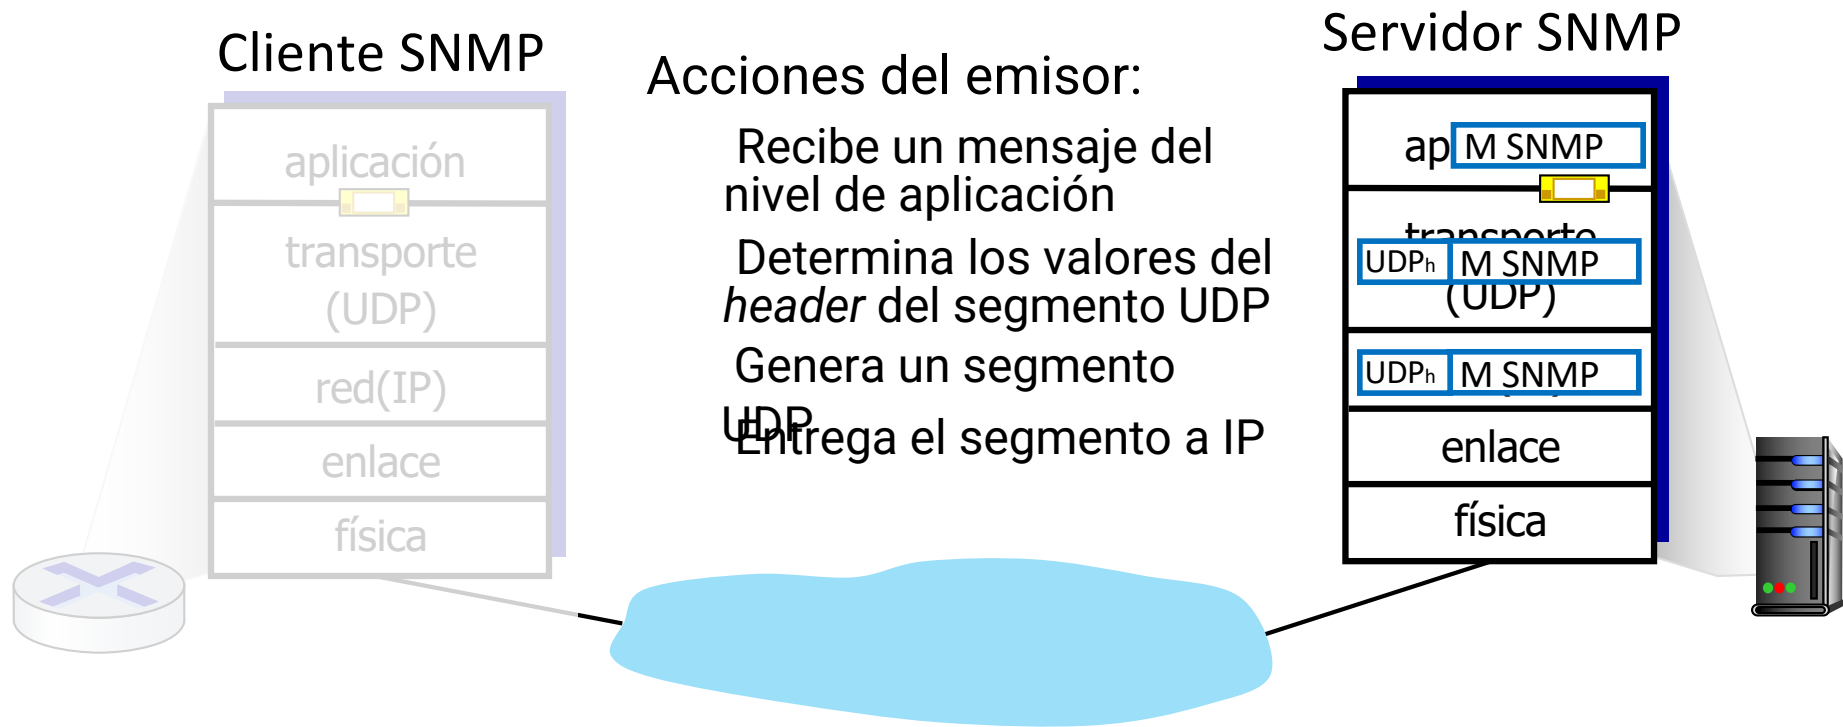 Cliente SNMP
aplicación
transporte
(UDP)
red(IP)
enlace
física
Acciones del emisor:
Recibe un mensaje del
nivel de aplicación
Determina los valores del
header del segmento UDP
Genera un segmento
UDP
Entrega el segmento a IP
Servidor SNMP
ap
M SNMP
transporte
UDPh M SNMP
(UDP)
UDPh M SNMP
enlace
física